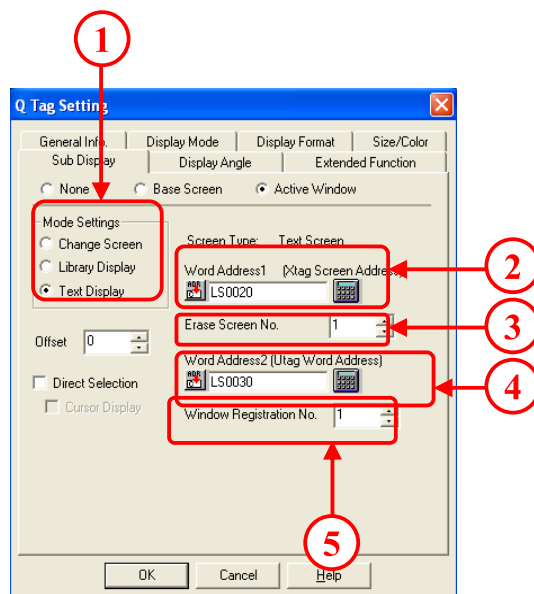 1
Q Tag Setting
General Info. Display Mode Display Format Size/Color
Sub Display Display Angle Extended Function
None Base Screen Active Window
Mode Settings
Change Screen
Library Display
Text Display
Screen Type: Text Screen
Word Address1 (Xtag Screen Address)
ADR
LS0020
2
Erase Screen No. 1
3
Offset 0
Word Address2 (Utag Word Address)
ADR
LS0030
4
Direct Selection
Cursor Display
Window Registration No. 1
5
OK Cancel Help